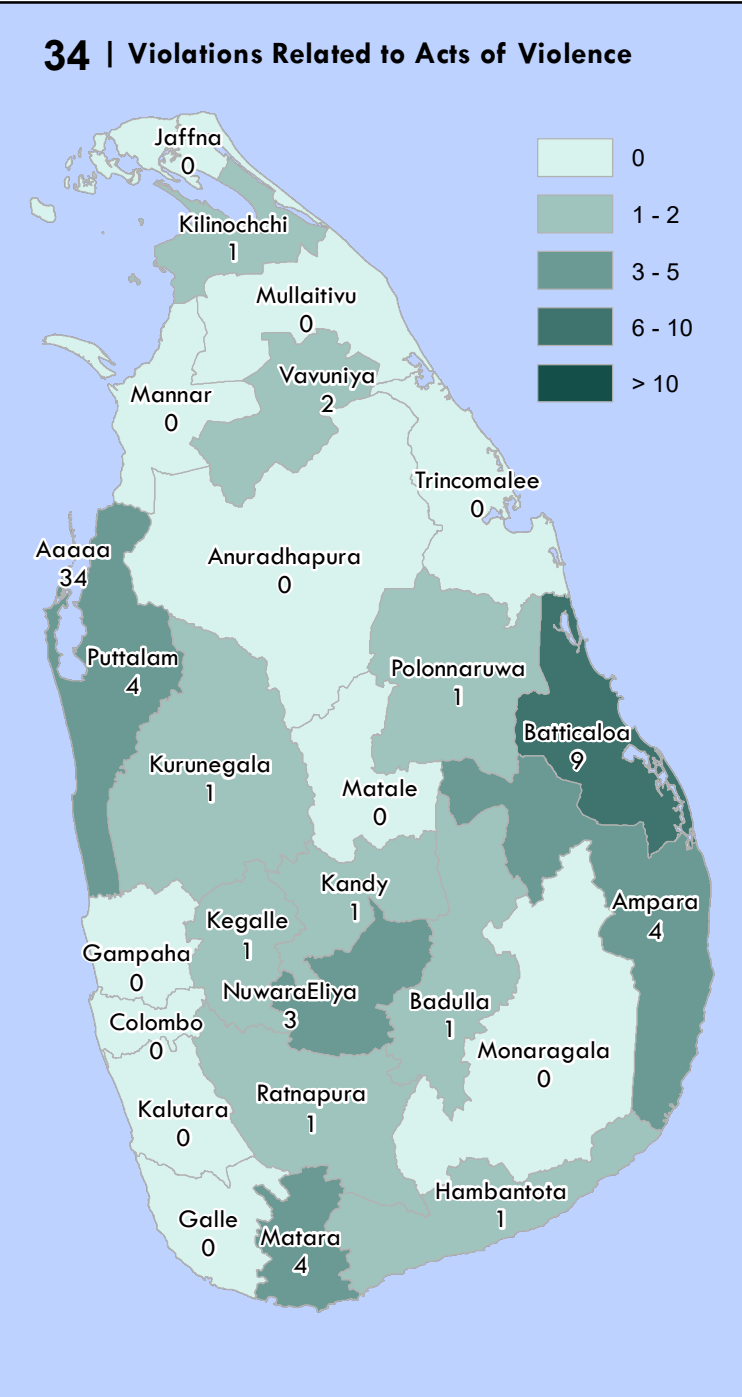 34 | Violations Related to Acts of Violence
0
1 - 2
3 - 5
6 - 10
> 10
Jaffna
0
Kilinochchi
1
Mullaitivu
0
Vavuniya
2
Mannar
0
Trincomalee
0
Aaaaa
34
Anuradhapura
0
Puttalam
4
Polonnaruwa
1
Batticaloa
9
Kurunegala
1
Matale
0
Kandy
1
Ampara
4
Kegalle
1
Gampaha
0
NuwaraEliya
3
Badulla
1
Colombo
0
Monaragala
0
Ratnapura
1
Kalutara
0
Hambantota
1
Galle
0
Matara
4